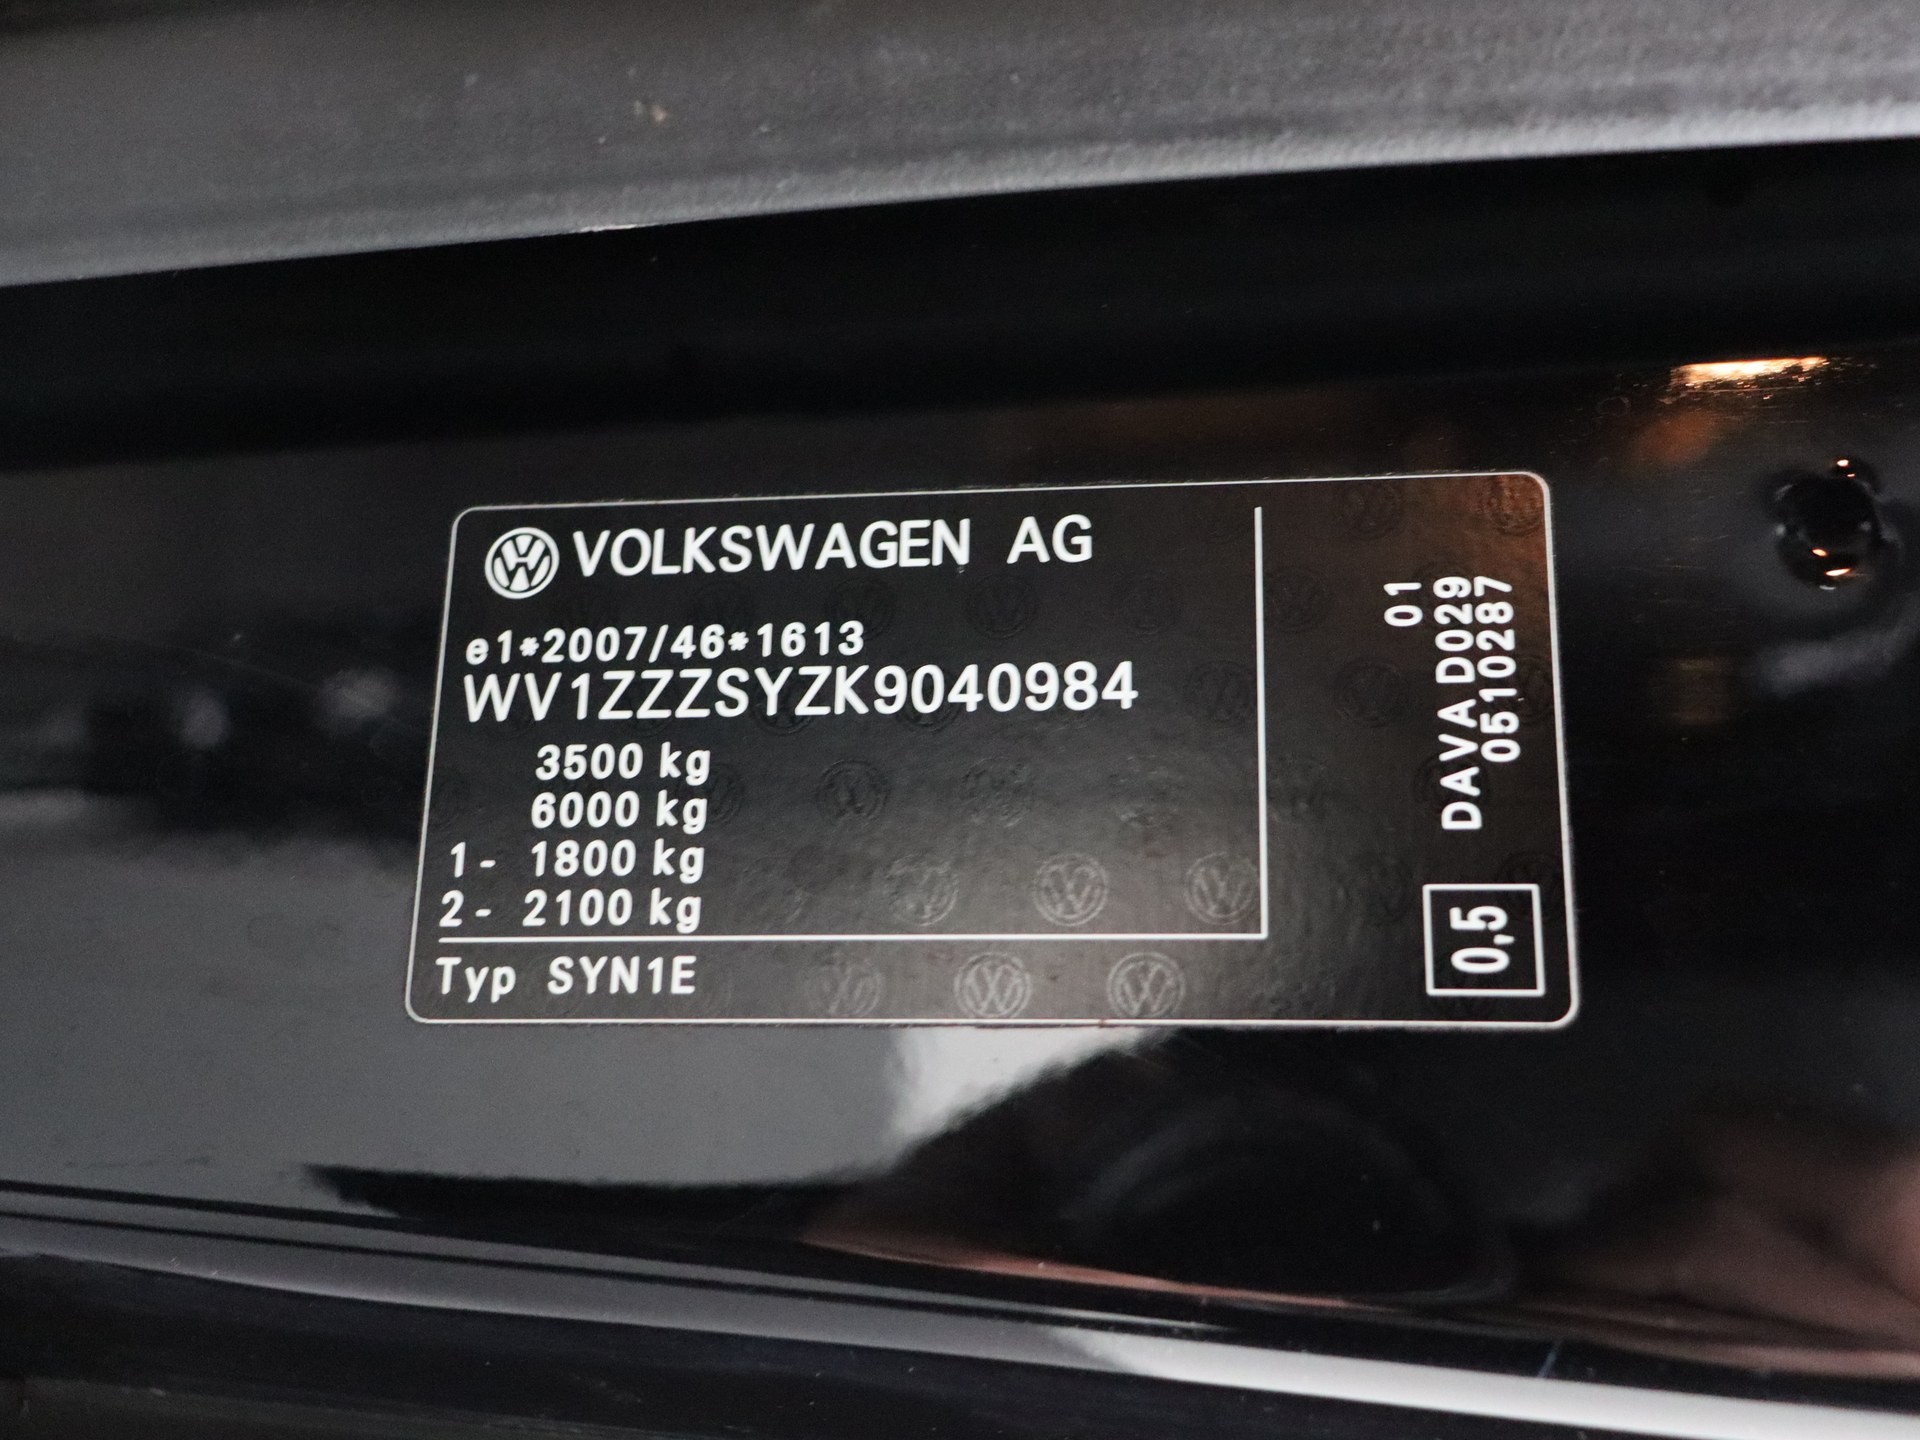 VOLKSWAGEN AG
e1*2007/46*1613
WV1ZZZSYZK9040984
3500 kg
6000 kg
1- 1800 kg
2- 2100 kg
Typ SYN1E
01
DAVA D029
0510287
0,5